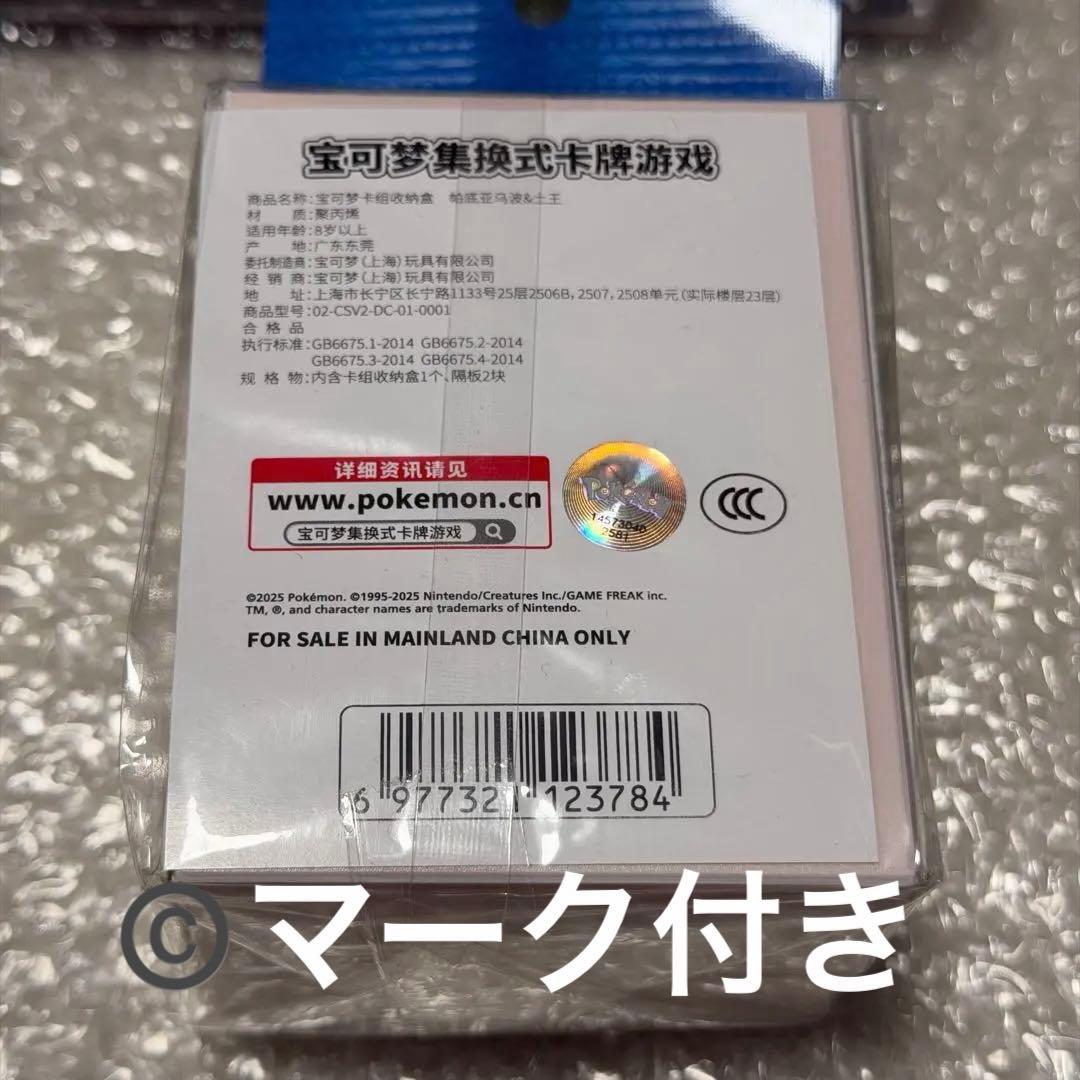 宝可梦集换式卡牌游戏
商品名称:宝可梦卡组收纳盒 帕底亚乌波&土王
材 质:聚丙烯
适用年龄:8岁以上
产 地:广东东莞
委托制造商:宝可梦(上海)玩具有限公司
经 销 商:宝可梦(上海)玩具有限公司
地 址:上海市长宁区长宁路1133号25层2506B, 2507, 2508单元(实际楼层23层)
商品型号:02-CSV2-DC-01-0001
合 格 品
执行标准:GB6675.1-2014 GB6675.2-2014
GB6675.3-2014 GB6675.4-2014
规 格 物:内含卡组收纳盒1个、隔板2块
详细资讯请见
www.pokemon.cn
宝可梦集换式卡牌游戏
14573040
2581
CCC
©2025 Pokémon. ©1995-2025 Nintendo/Creatures Inc./GAME FREAK inc.
TM, ®, and character names are trademarks of Nintendo.
FOR SALE IN MAINLAND CHINA ONLY
6 977321 123784
©マーク付き